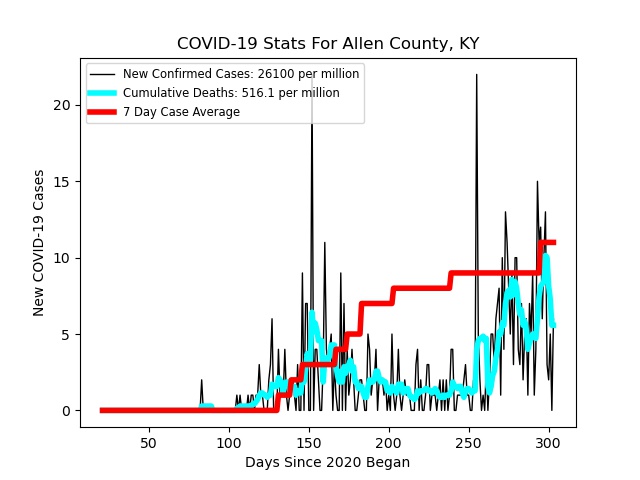 COVID-19 Stats For Allen County, KY
New Confirmed Cases: 26100 per million
Cumulative Deaths: 516.1 per million
7 Day Case Average
New COVID-19 Cases
20
15
10
5
0
50 100 150 200 250 300
Days Since 2020 Began